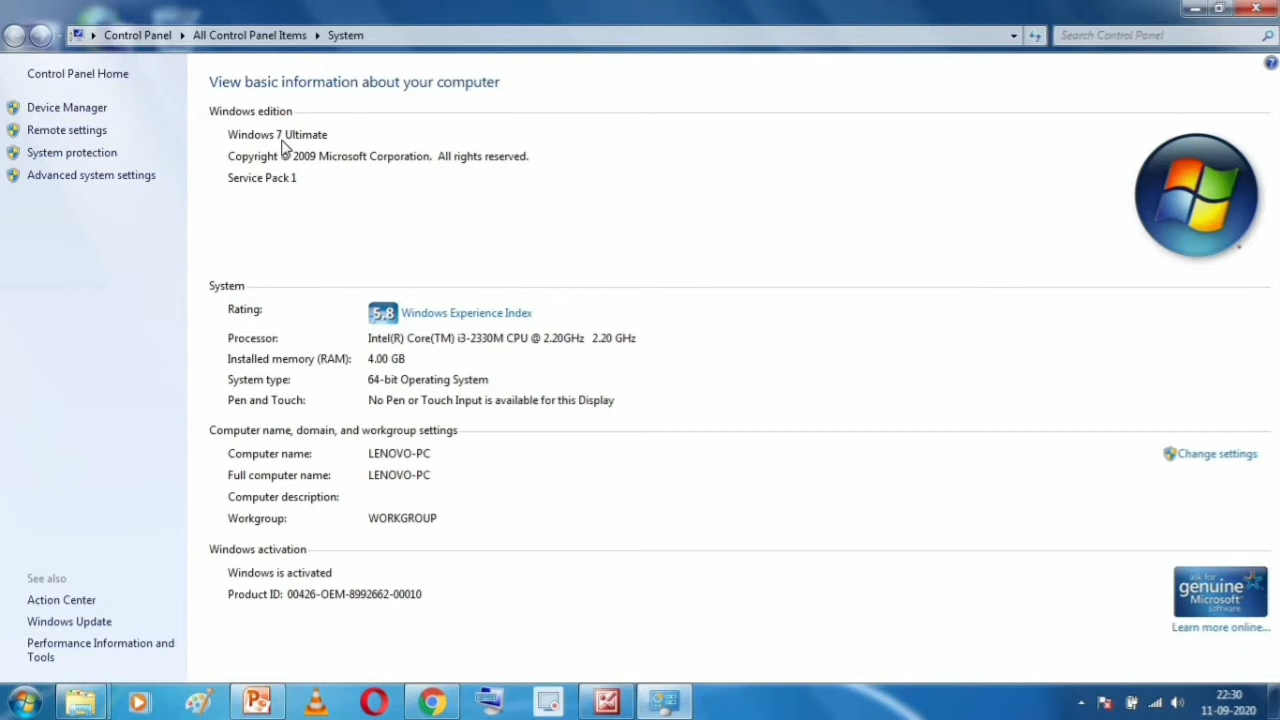 Control Panel All Control Panel Items System
Search Control Panel
Control Panel Home
Device Manager
Remote settings
System protection
Advanced system settings
View basic information about your computer
Windows edition
Windows 7 Ultimate
Copyright © 2009 Microsoft Corporation. All rights reserved.
Service Pack 1
System
Rating: 5,8 Windows Experience Index
Processor: Intel(R) Core(TM) i3-2330M CPU @ 2.20GHz 2.20 GHz
Installed memory (RAM): 4.00 GB
System type: 64-bit Operating System
Pen and Touch: No Pen or Touch Input is available for this Display
Computer name, domain, and workgroup settings
Computer name: LENOVO-PC
Change settings
Full computer name: LENOVO-PC
Computer description:
Workgroup: WORKGROUP
Windows activation
Windows is activated
Product ID: 00426-OEM-8992662-00010
ask for
genuine
Microsoft
software
Learn more online...
See also
Action Center
Windows Update
Performance Information and
Tools
22:30
11-09-2020